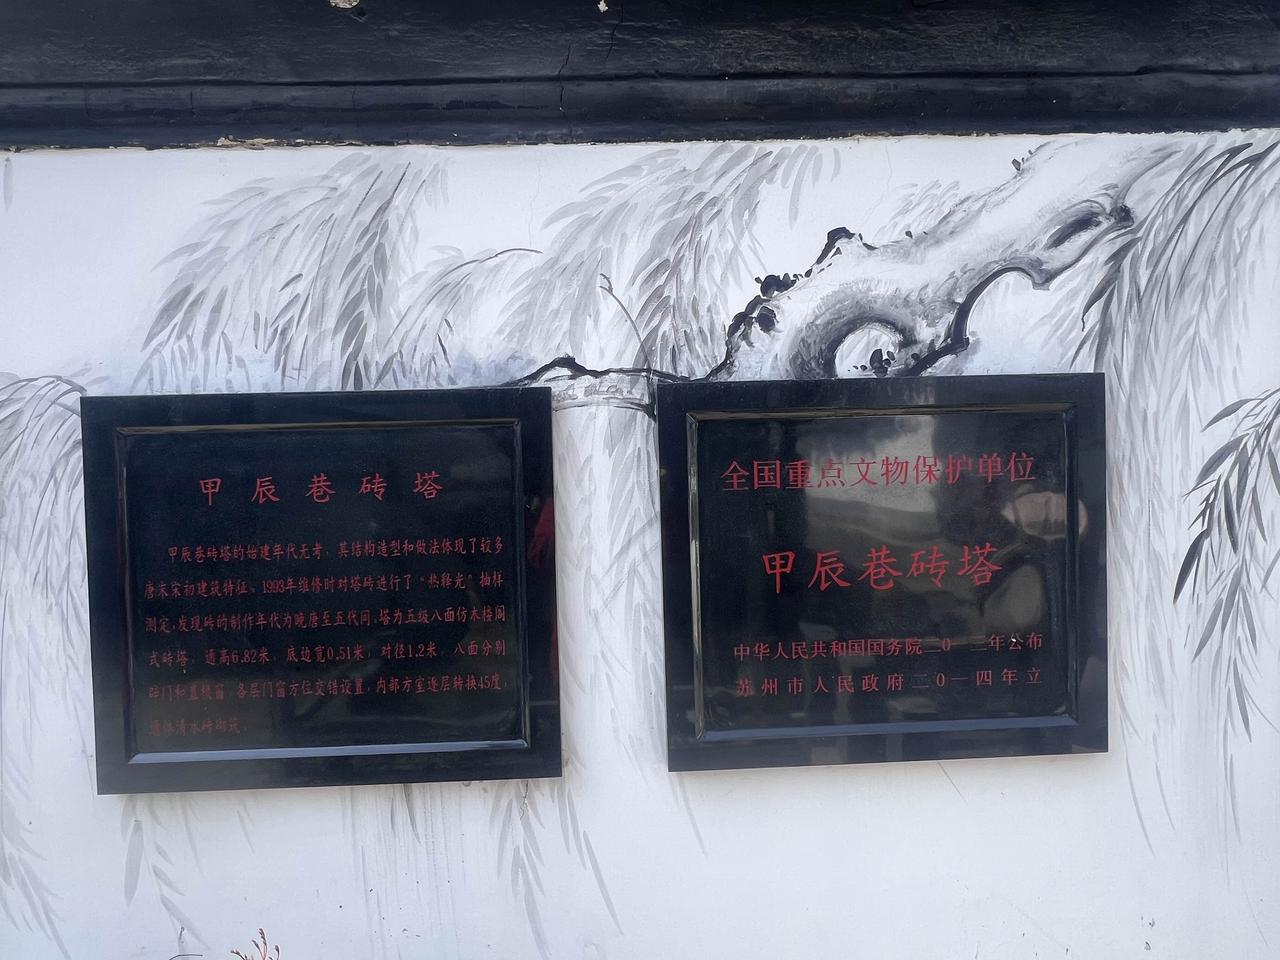 甲辰巷砖塔
甲辰巷砖塔的始建年代无考，其结构造型和做法体现了较多
唐末宋初建筑特征。1993年维修时对塔砖进行了“热释光”抽样
测定，发现砖的制作年代为晚唐至五代间。塔为五级八面仿木楼阁
式砖塔，通高6.82米，底边宽0.51米，对径1.2米，八面分别
辟门和直棂窗，各层门窗方位交错设置，内部方室逐层转换45度，
通体清水砖砌筑。
全国重点文物保护单位
甲辰巷砖塔
中华人民共和国国务院二0一二年公布
苏州市人民政府二0一四年立